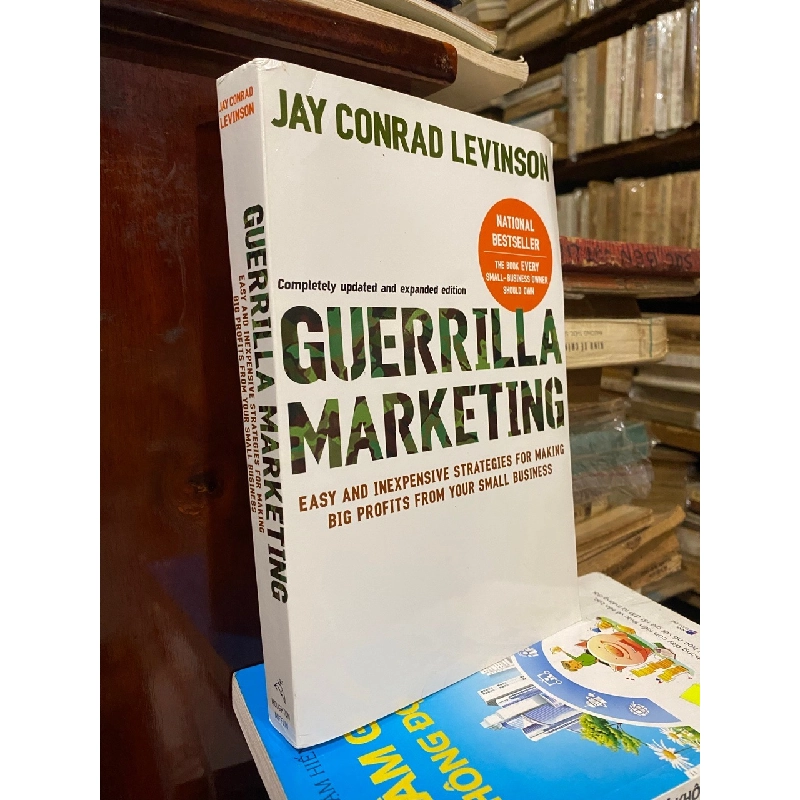 JAY CONRAD LEVINSON
NATIONAL
BESTSELLER
THE BOOK EVERY
SMALL-BUSINESS OWNER
SHOULD OWN
Completely updated and expanded edition
GUERRILLA
MARKETING
EASY AND INEXPENSIVE STRATEGIES FOR MAKING
BIG PROFITS FROM YOUR SMALL BUSINESS
JAY CONRAD
LEVINSON
GUERRILLA MARKETING
EASY AND INEXPENSIVE STRATEGIES FOR MAKING
BIG PROFITS FROM YOUR SMALL BUSINESS